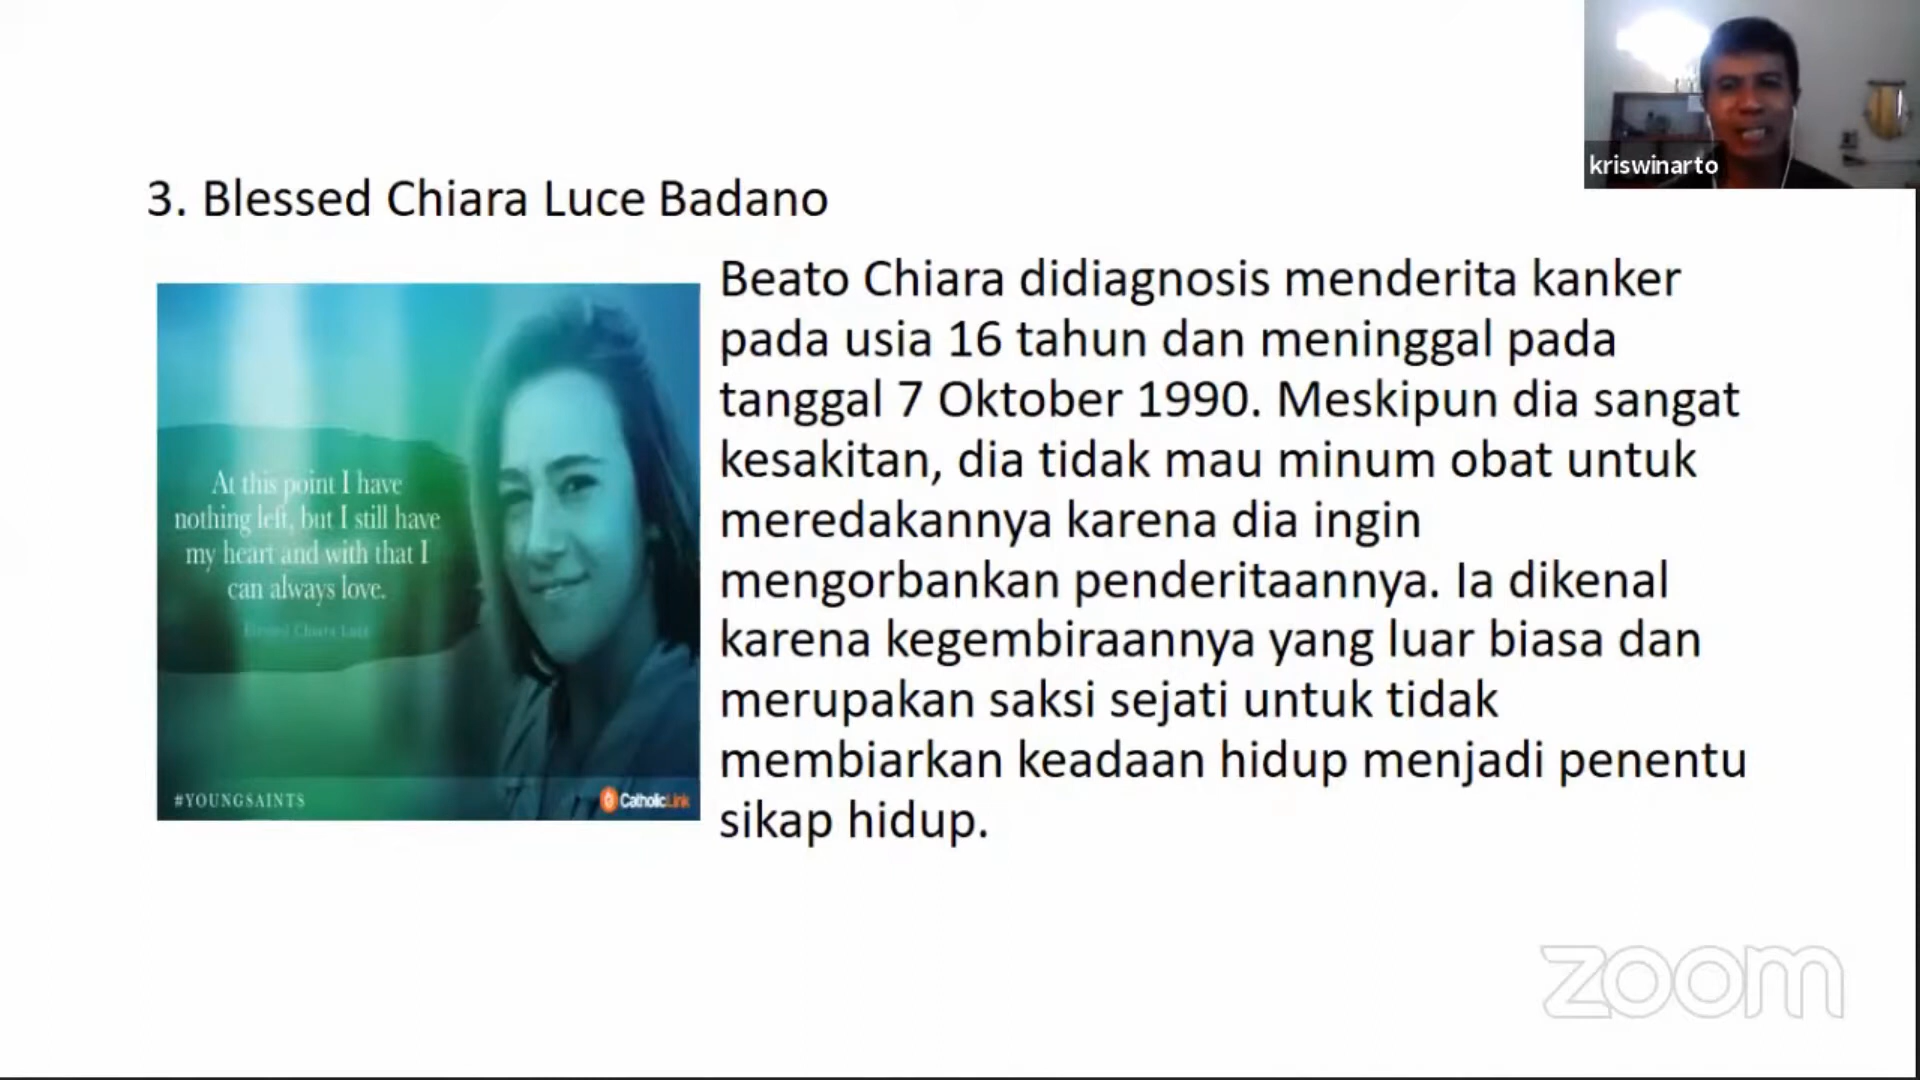 kriswinarto
3. Blessed Chiara Luce Badano
Beato Chiara didiagnosis menderita kanker
pada usia 16 tahun dan meninggal pada
tanggal 7 Oktober 1990. Meskipun dia sangat
kesakitan, dia tidak mau minum obat untuk
meredakannya karena dia ingin
mengorbankan penderitaannya. Ia dikenal
karena kegembiraannya yang luar biasa dan
merupakan saksi sejati untuk tidak
membiarkan keadaan hidup menjadi penentu
sikap hidup.
At this point I have
nothing left, but I still have
my heart and with that I
can always love.
Blessed Chiara Luce
#YOUNGSAINTS
CatholicLink
zoom